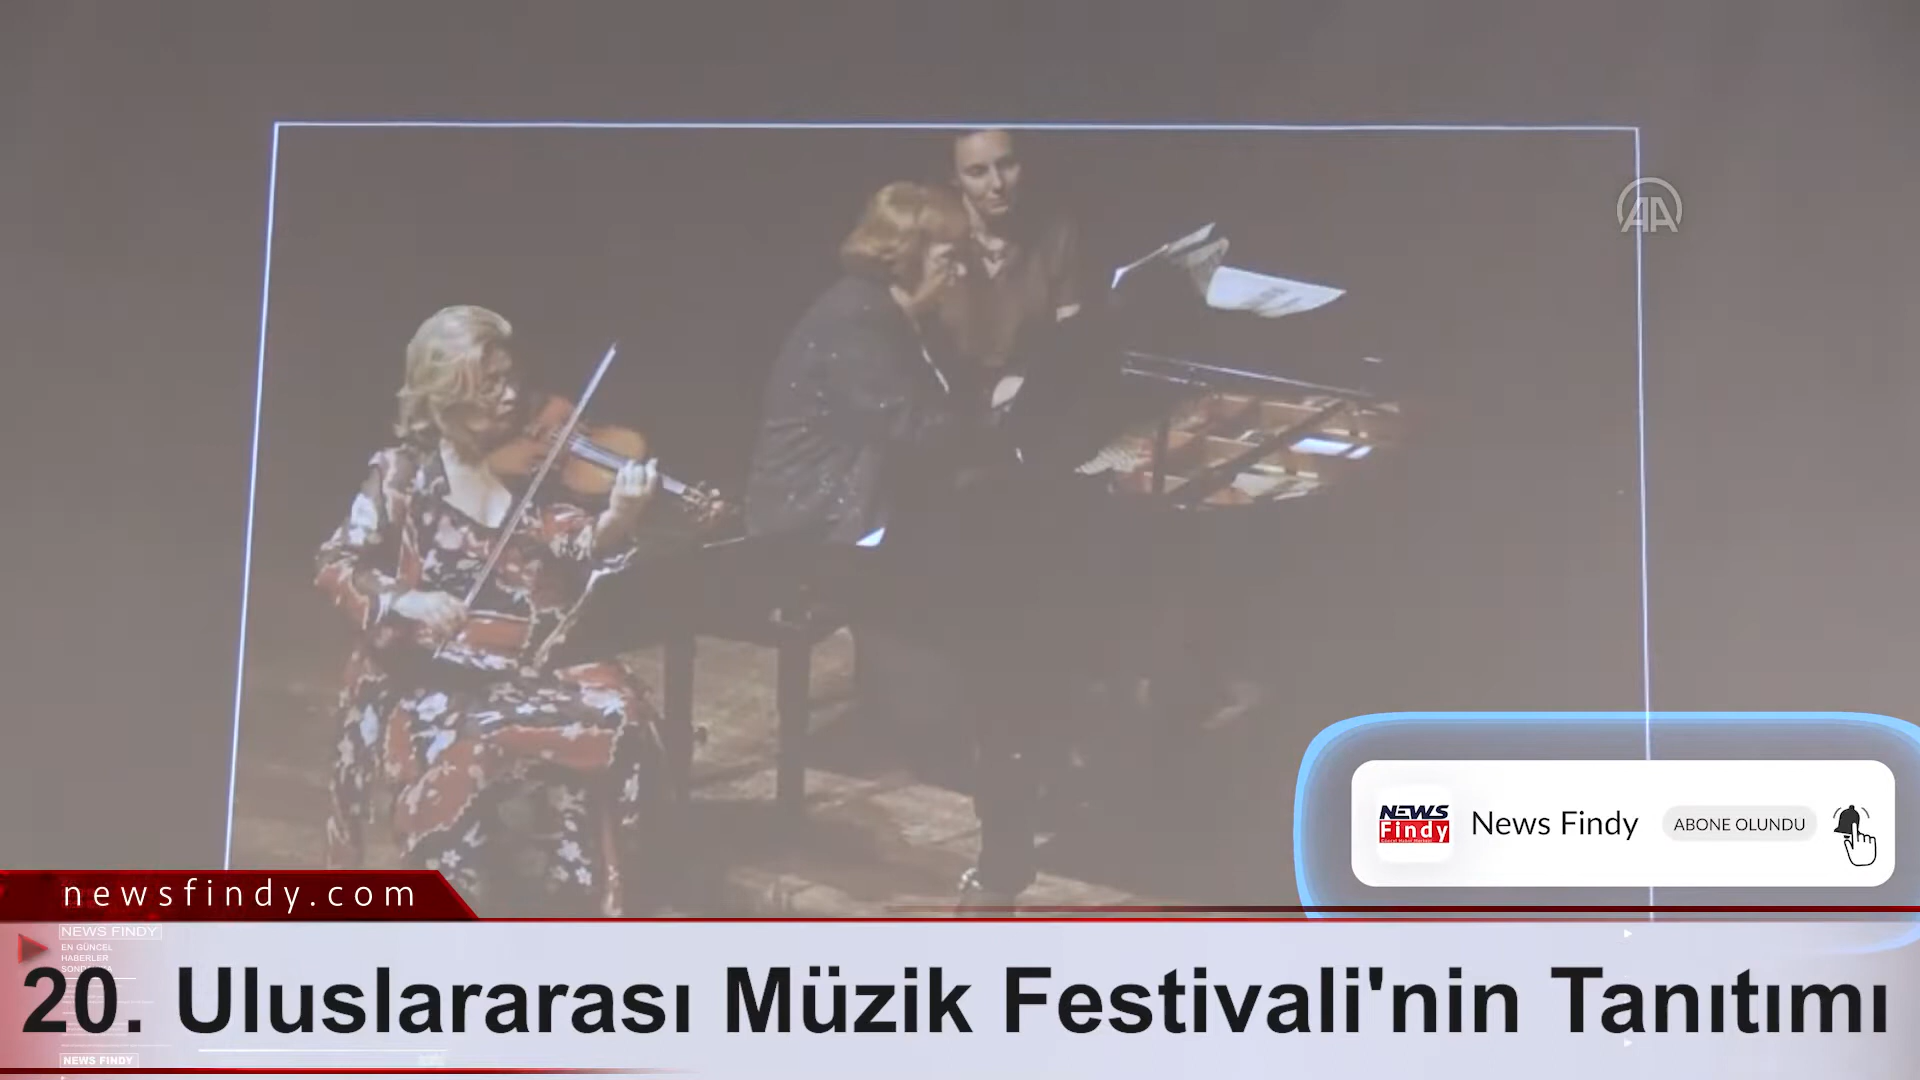 AA
NEWS
Findy
News Findy
ABONE OLUNDU
newsfindy.com
NEWS FINDY
EN GÜNCEL
HABERLER
20. Uluslararası Müzik Festivali'nin Tanıtımı
NEWS FINDY